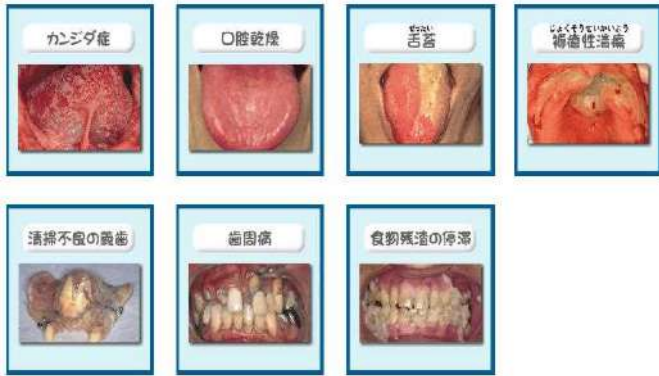 カンジダ症
口腔乾燥
ぜったい
舌苔
じょくそうせいかいよう
褥瘡性潰瘍
清掃不良の義歯
歯周病
食物残渣の停滞